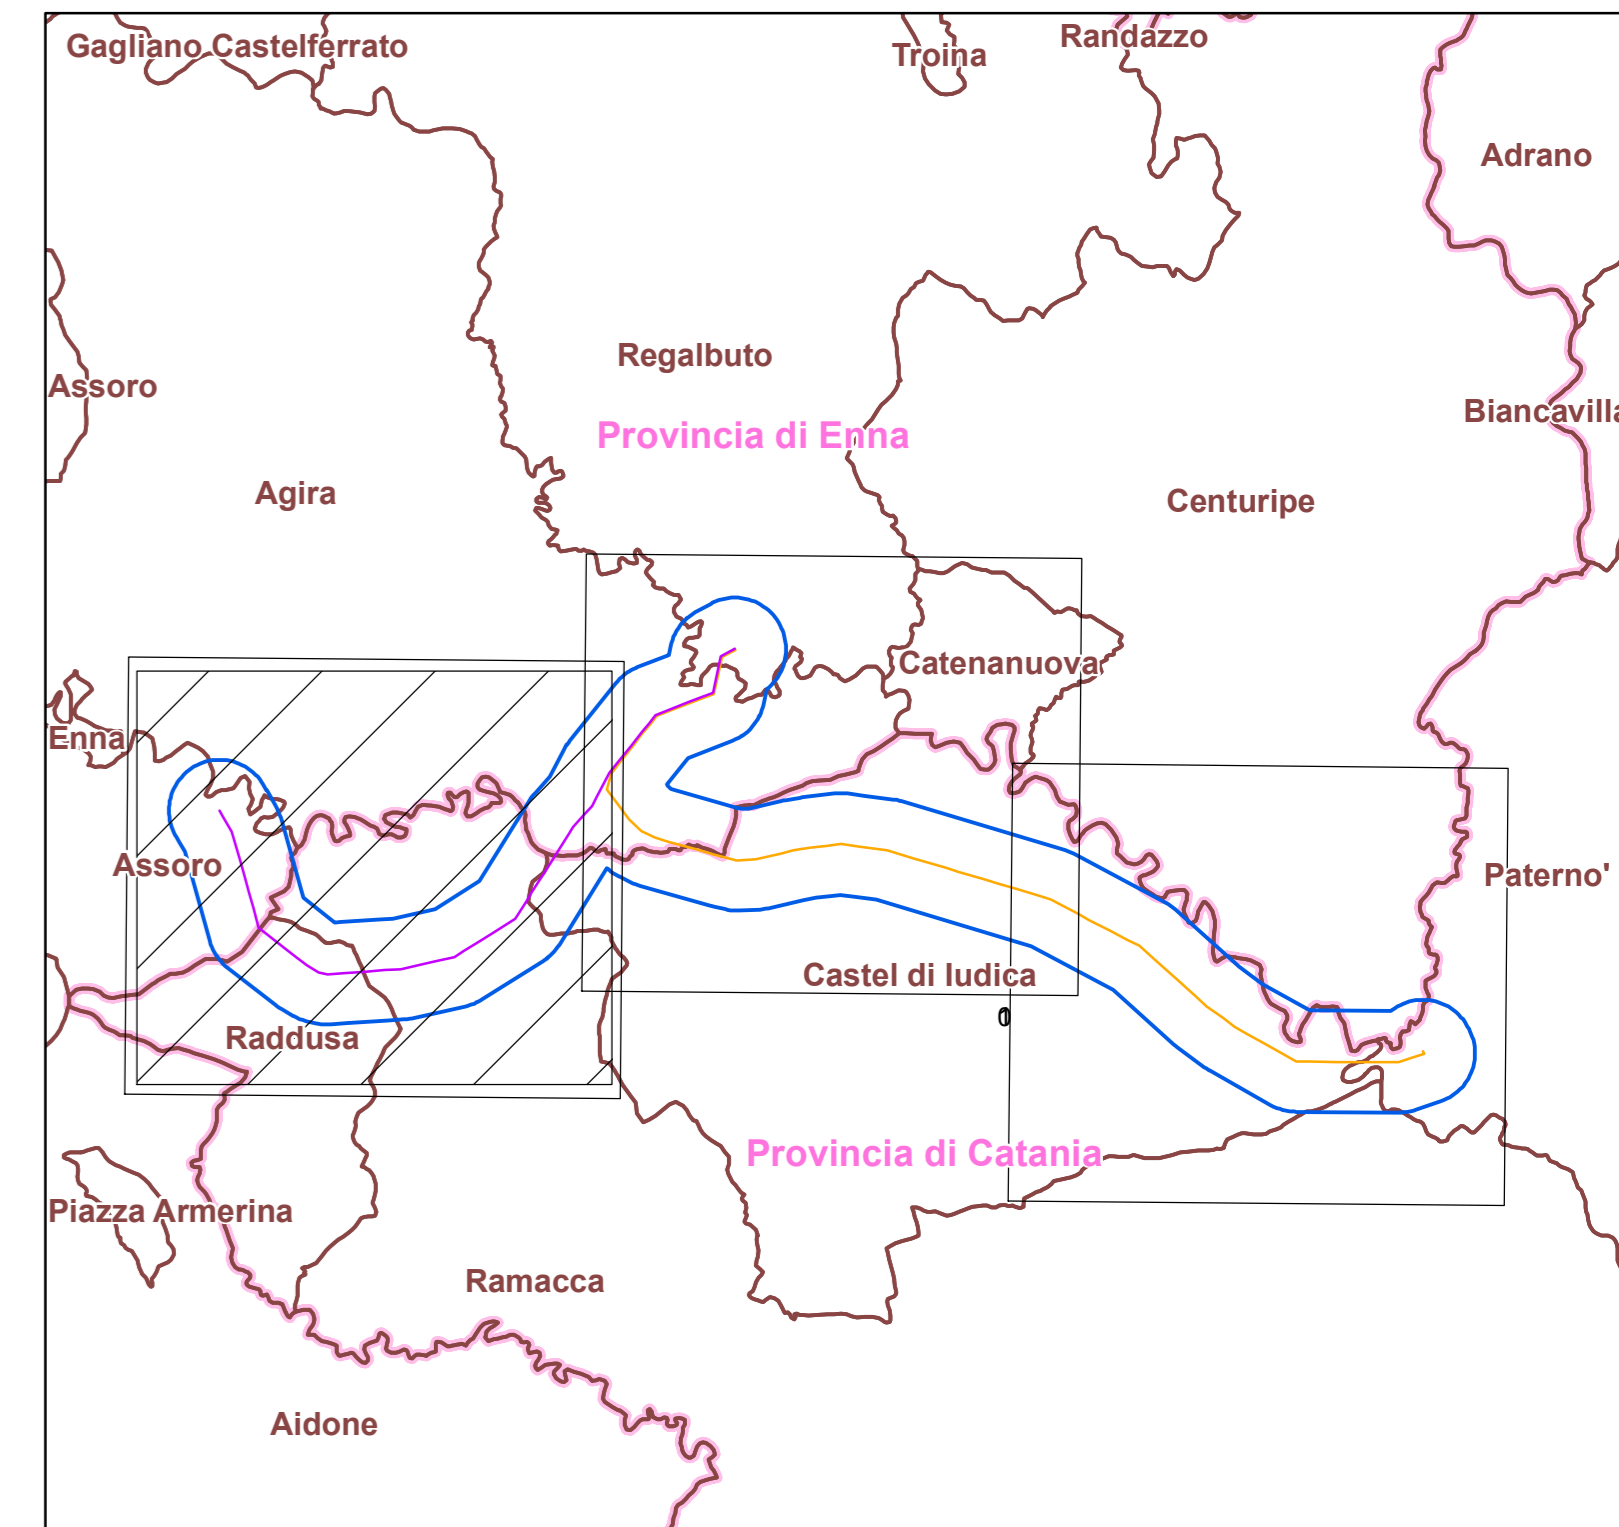 Randazzo
Gagliano Castelferrato
Troina
Adrano
Regalbuto
Assoro
Biancavilla
Provincia di Enna
Agira
Centuripe
Catenanuova
Enna
Assoro
Paterno'
Castel di Iudica
Raddusa
Provincia di Catania
Piazza Armerina
Ramacca
Aidone